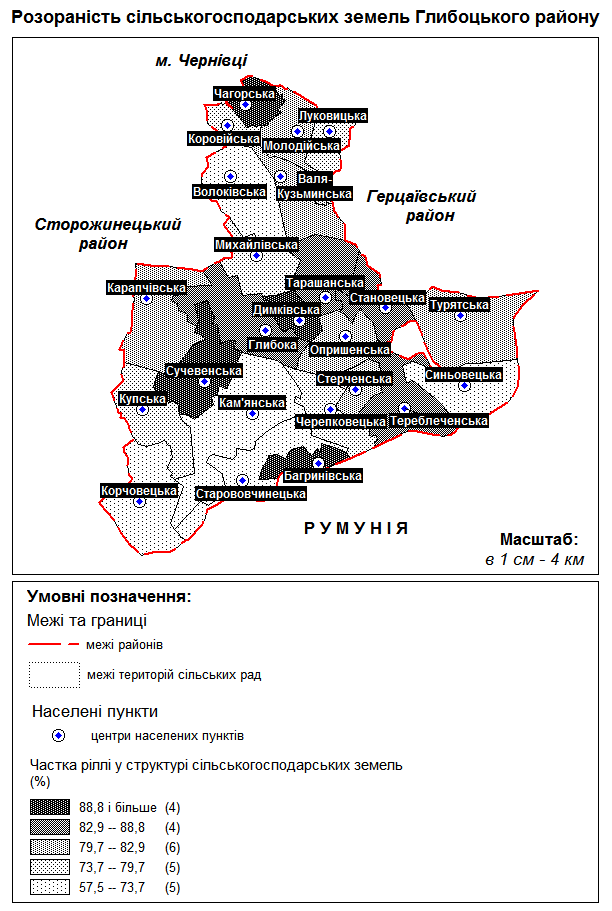 Розораність сільськогосподарських земель Глибоцького району
м. Чернівці
Чагорська
Луковицька
Коровійська
Молодійська
Валя-
Кузьминська
Волоківська
Герцаївський
район
Сторожинецький
район
Михайлівська
Тарашанська
Карапчівська
Становецька
Турятська
Димківська
Глибока
Опришенська
Сучевенська
Стерченська
Синьовецька
Купська
Кам'янська
Черепковецька
Тереблеченська
Багринівська
Корчовецька
Старововчинецька
РУМУНІЯ
Масштаб:
в 1 см - 4 км
Умовні позначення:
Межі та границі
межі районів
межі територій сільських рад
Населені пункти
центри населених пунктів
Частка ріллі у структурі сільськогосподарських земель
(%)
88,8 і більше (4)
82,9 -- 88,8 (4)
79,7 -- 82,9 (6)
73,7 -- 79,7 (5)
57,5 -- 73,7 (5)